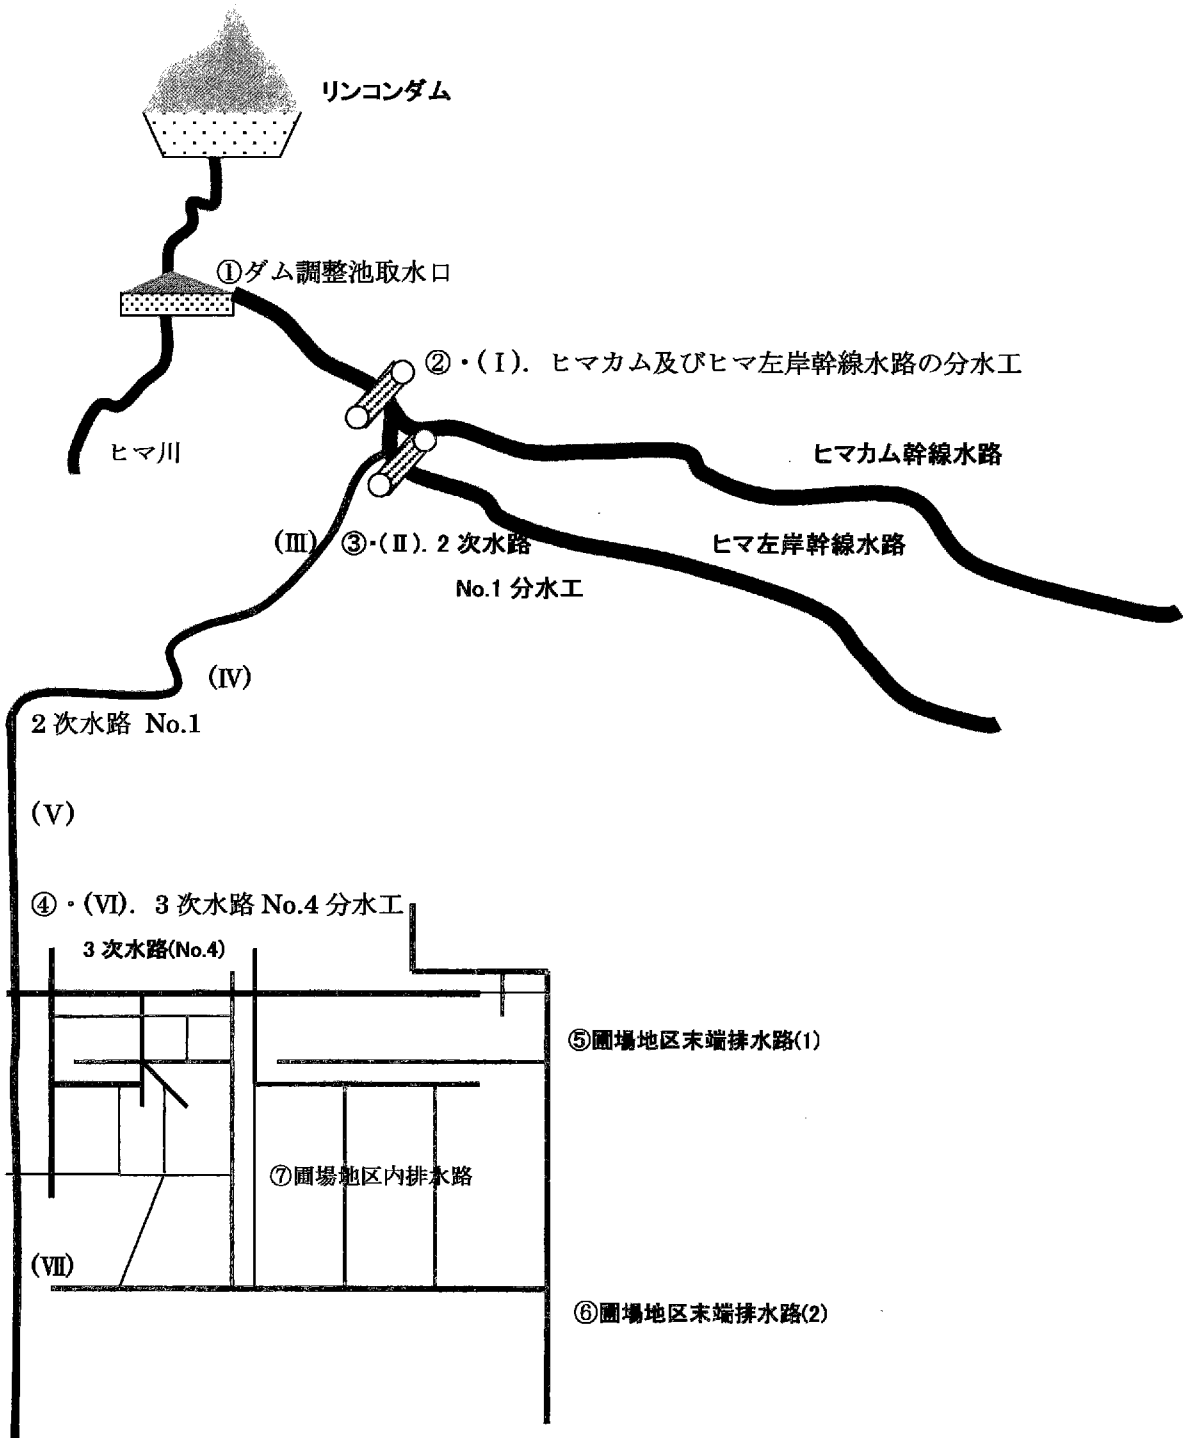 リンコンダム
①ダム調整池取水口
②・(Ⅰ). ヒマカム及びヒマ左岸幹線水路の分水工
ヒマ川
ヒマカム幹線水路
(Ⅲ)
③・(Ⅱ). 2次水路
No.1 分水工
ヒマ左岸幹線水路
(Ⅳ)
2次水路 No.1
(Ⅴ)
④・(Ⅵ). 3次水路 No.4 分水工
3次水路(No.4)
⑤圃場地区末端排水路(1)
⑦圃場地区内排水路
(Ⅶ)
⑥圃場地区末端排水路(2)